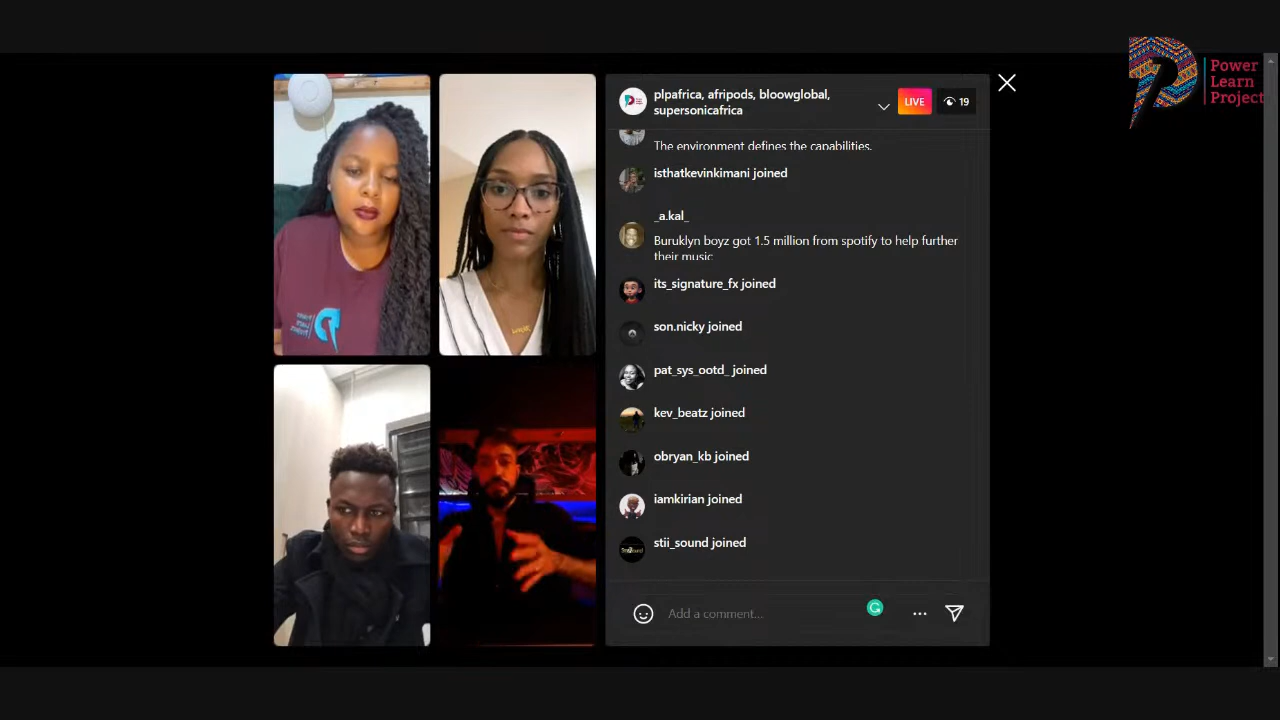 Power
Learn
Project
plpafrica, afripods, bloowglobal,
supersonicafrica
LIVE
19
The environment defines the capabilities.
isthatkevinkimani joined
_a.kal_
Buruklyn boyz got 1.5 million from spotify to help further
their music
its_signature_fx joined
son.nicky joined
pat_sys_ootd_ joined
kev_beatz joined
obryan_kb joined
iamkirian joined
stii_sound joined
Add a comment...